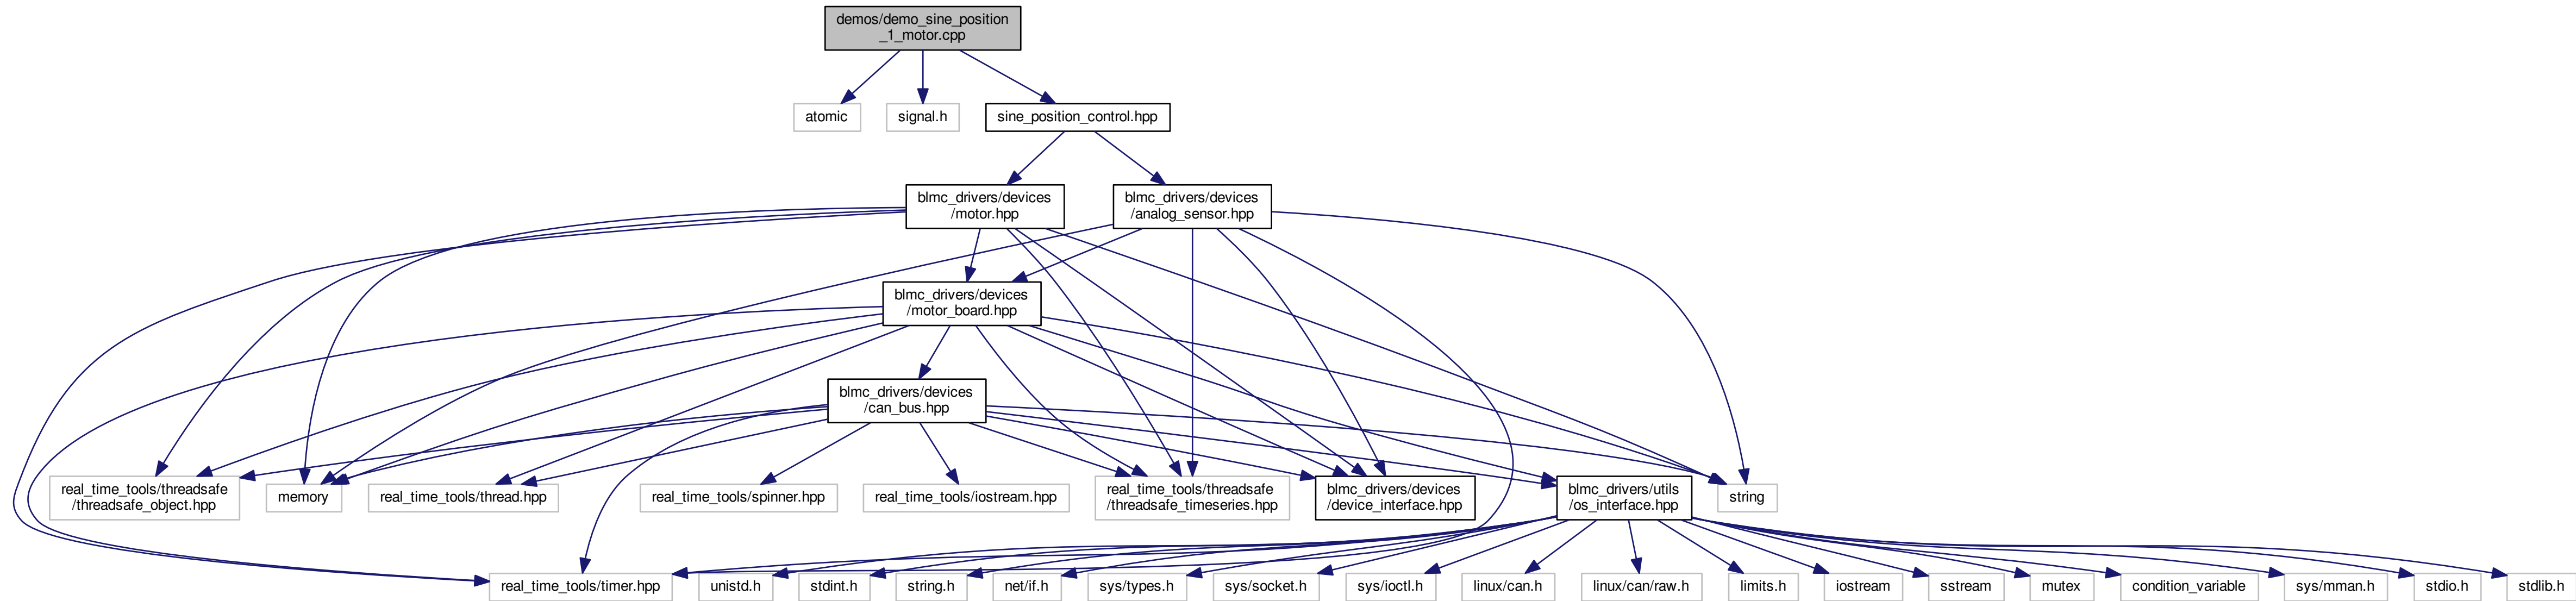 demos/demo_sine_position
_1_motor.cpp
atomic
signal.h
sine_position_control.hpp
blmc_drivers/devices
/motor.hpp
blmc_drivers/devices
/analog_sensor.hpp
blmc_drivers/devices
/motor_board.hpp
blmc_drivers/devices
/can_bus.hpp
real_time_tools/threadsafe
/threadsafe_object.hpp
memory
real_time_tools/thread.hpp
real_time_tools/spinner.hpp
real_time_tools/iostream.hpp
real_time_tools/threadsafe
/threadsafe_timeseries.hpp
blmc_drivers/devices
/device_interface.hpp
blmc_drivers/utils
/os_interface.hpp
string
real_time_tools/timer.hpp
unistd.h
stdint.h
string.h
net/if.h
sys/types.h
sys/socket.h
sys/ioctl.h
linux/can.h
linux/can/raw.h
limits.h
iostream
sstream
mutex
condition_variable
sys/mman.h
stdio.h
stdlib.h